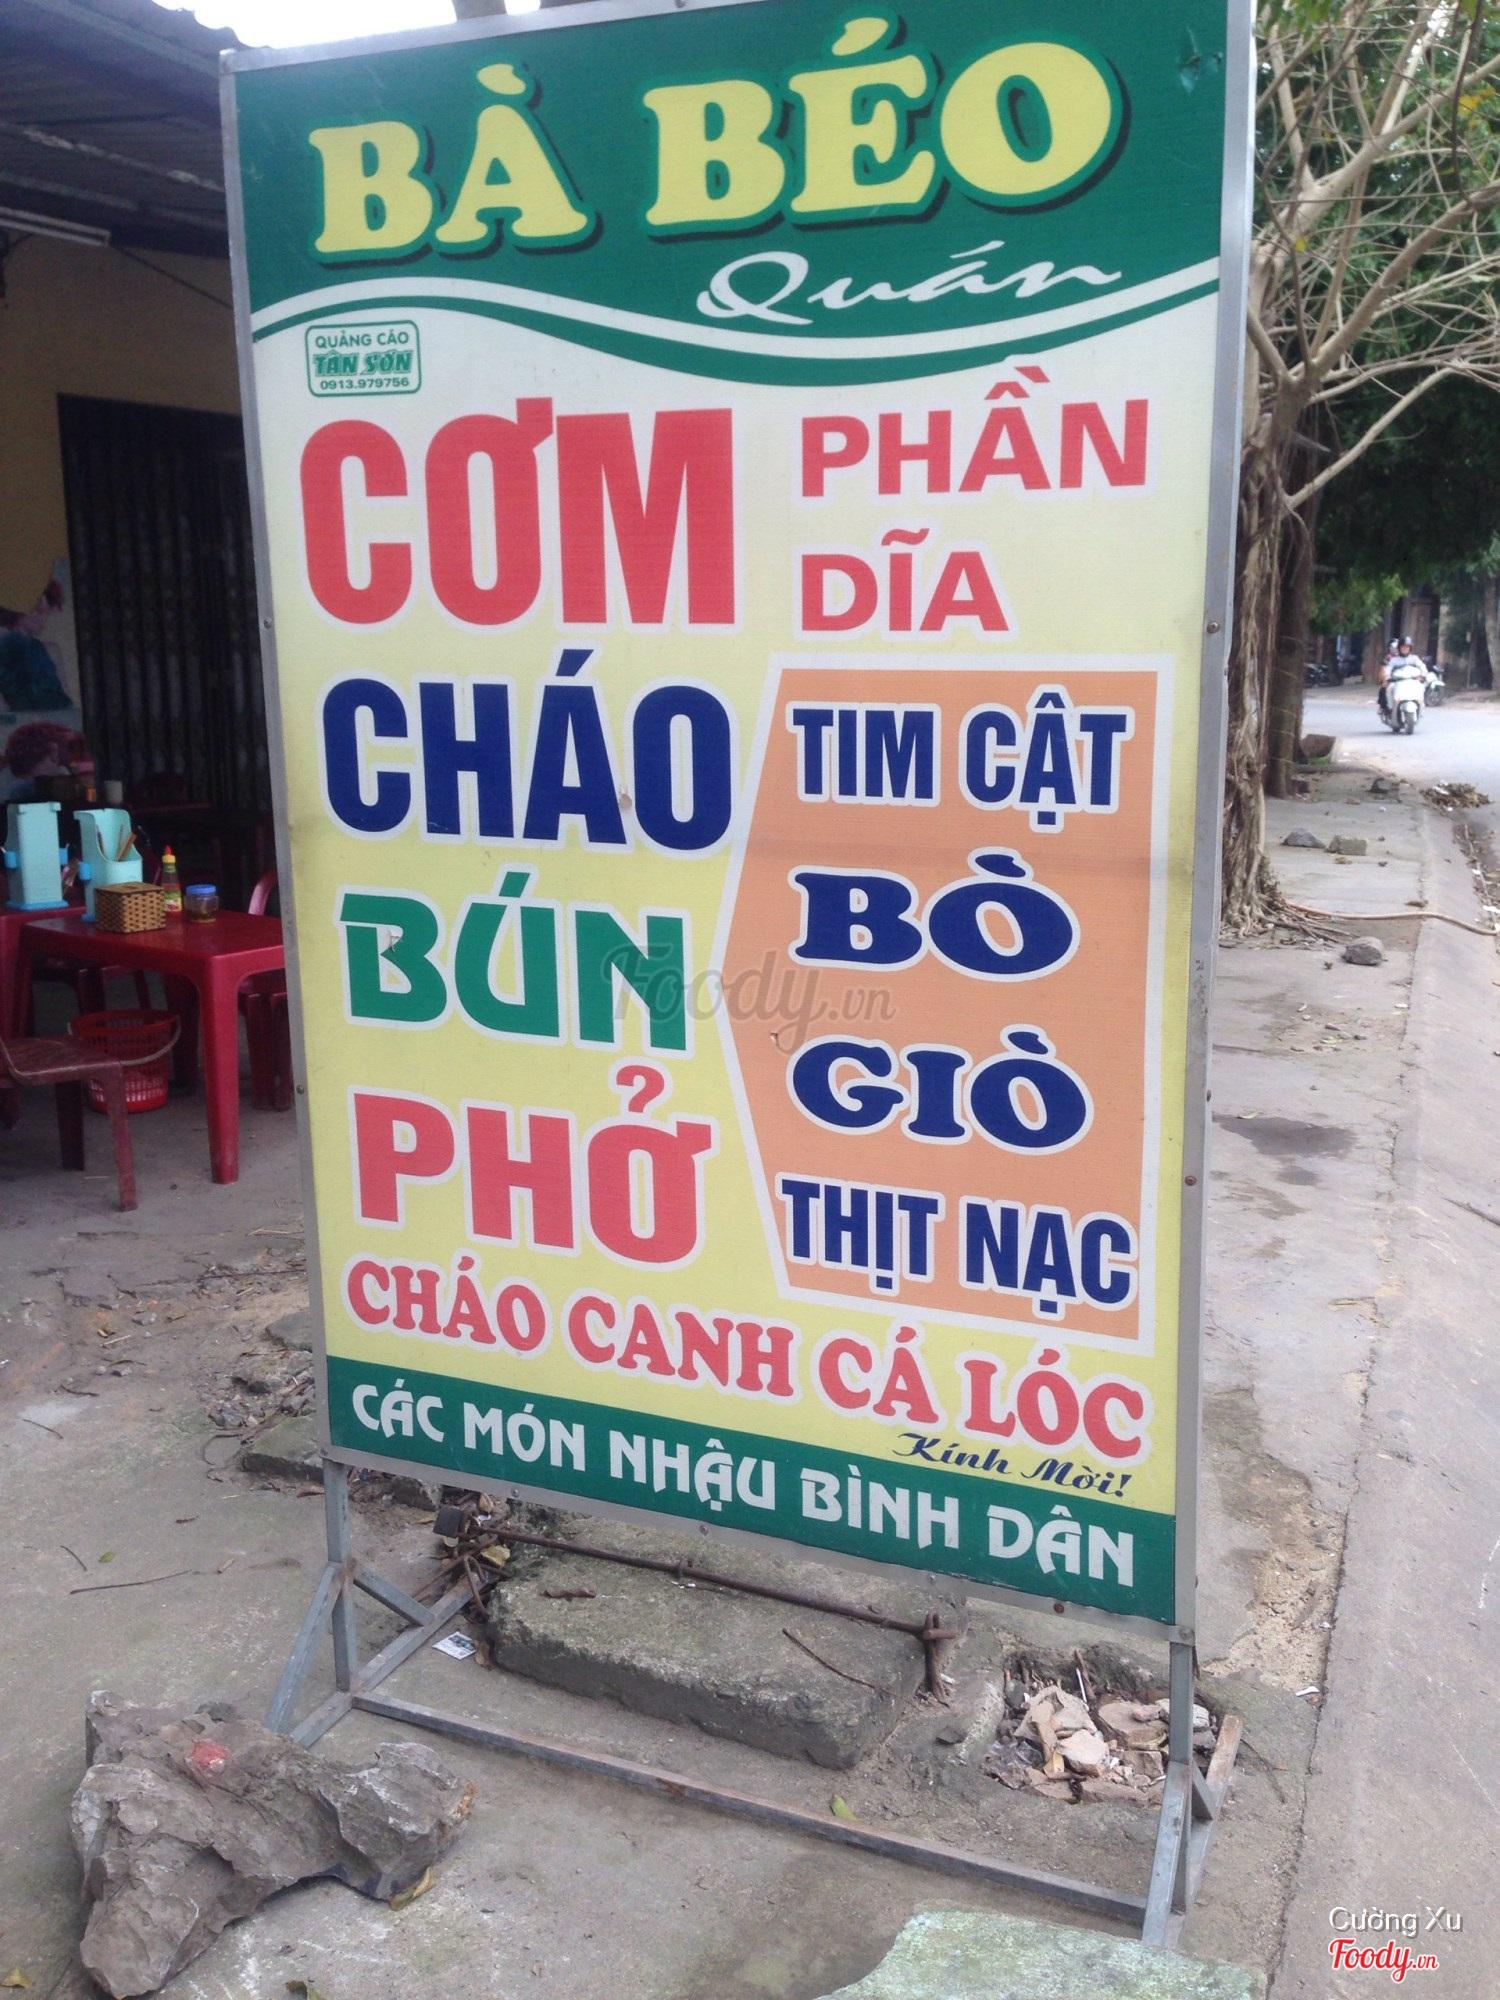 BÀ BÉO
Quán
QUẢNG CÁO
TÂN SƠN
0913.979756
CƠM PHẦN
DĨA
CHÁO
BÚN
PHỞ
TIM CẬT
BÒ
GIÒ
THỊT NẠC
CHÁO CANH CÁ LÓC
Kính Mời!
CÁC MÓN NHẬU BÌNH DÂN
Foody.vn
Cường Xu
Foody.vn